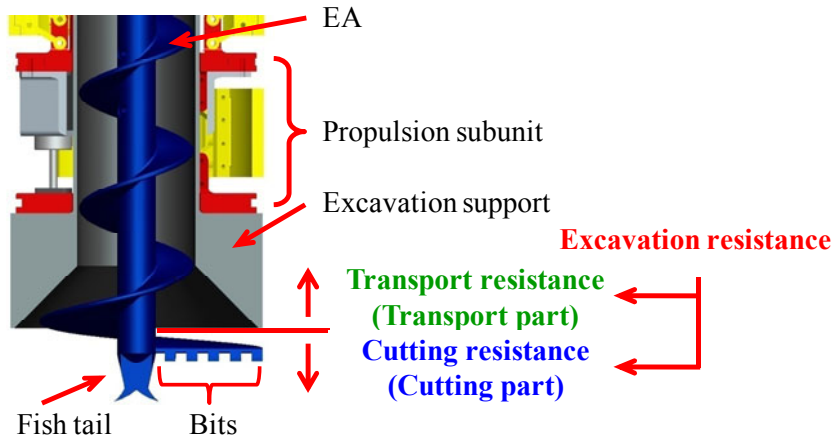 EA
Propulsion subunit
Excavation support
Excavation resistance
Transport resistance
(Transport part)
Cutting resistance
(Cutting part)
Fish tail
Bits